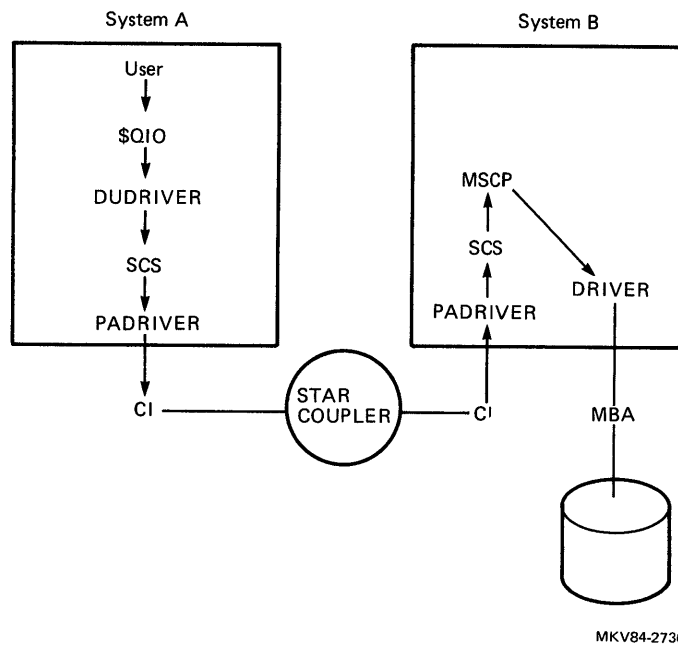 System A
User
$QIO
DUDRIVER
SCS
PADRIVER
CI
STAR
COUPLER
System B
MSCP
SCS
PADRIVER
DRIVER
CI
MBA